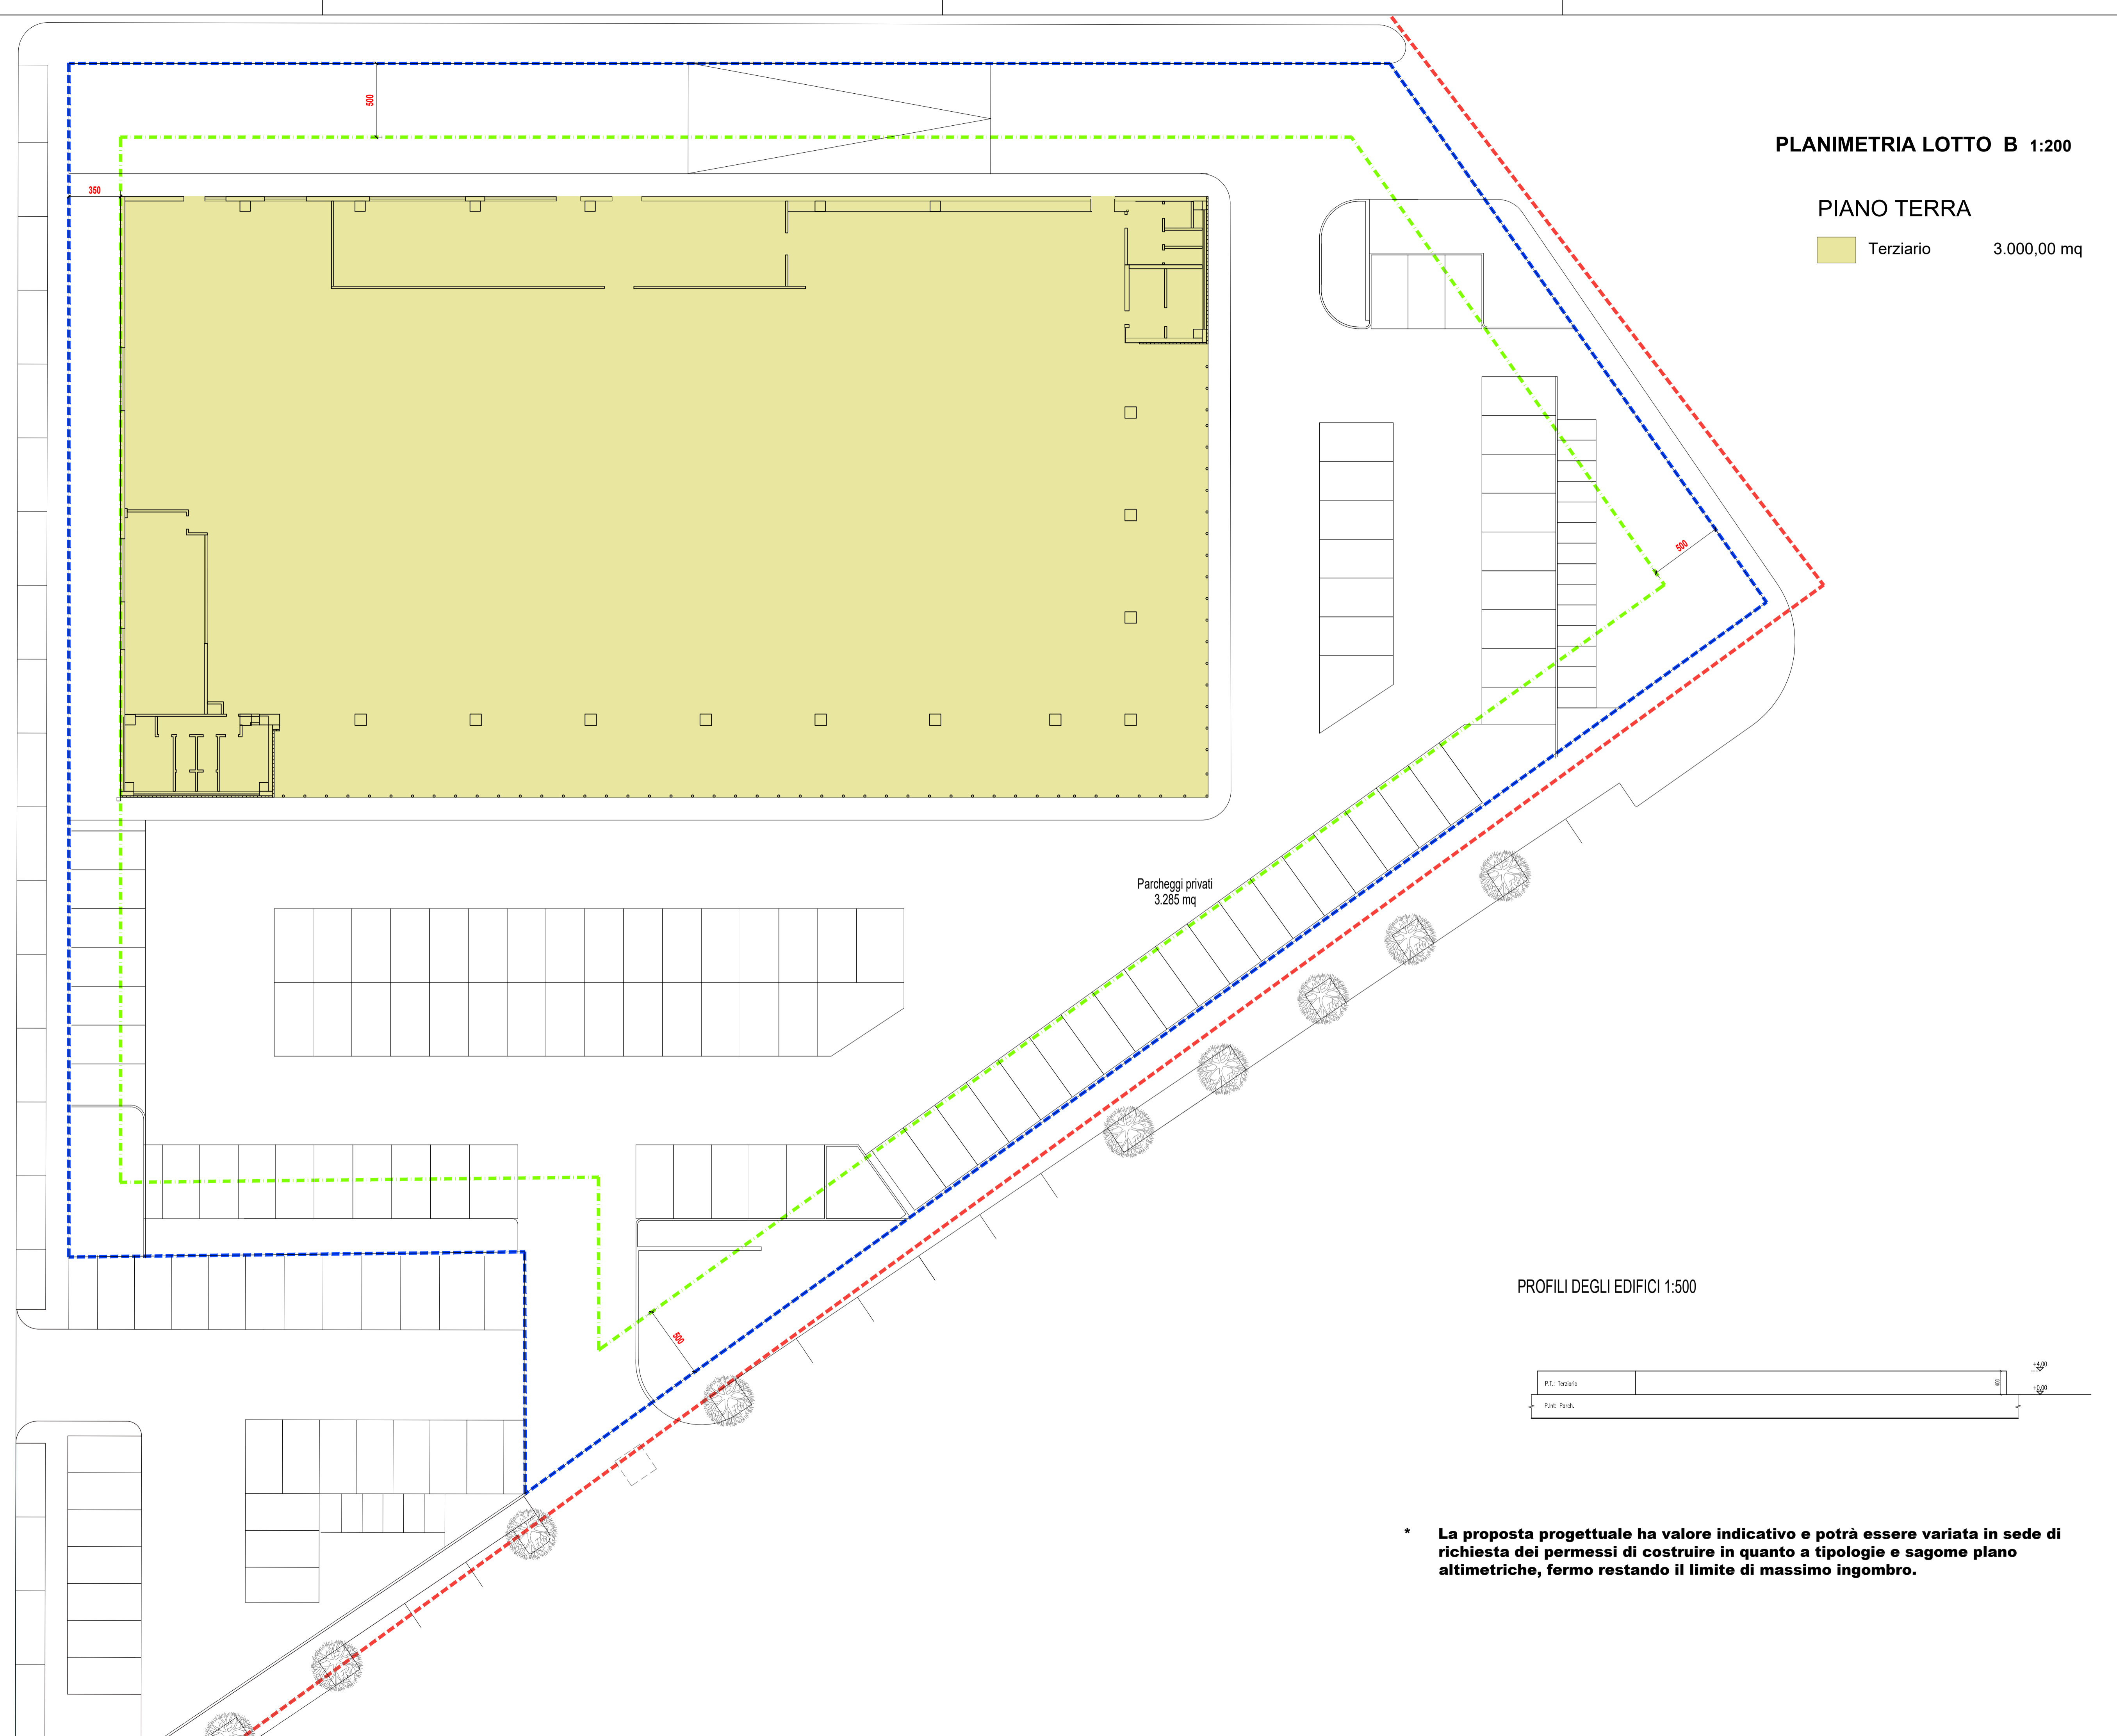 500
PLANIMETRIA LOTTO B 1:200
350
PIANO TERRA
Terziario 3.000,00 mq
500
Parcheggi privati
3.285 mq
500
PROFILI DEGLI EDIFICI 1:500
+4.00
P.T.: Terziario
400
+0.00
P.Int: Parch.
* La proposta progettuale ha valore indicativo e potrà essere variata in sede di
richiesta dei permessi di costruire in quanto a tipologie e sagome plano
altimetriche, fermo restando il limite di massimo ingombro.